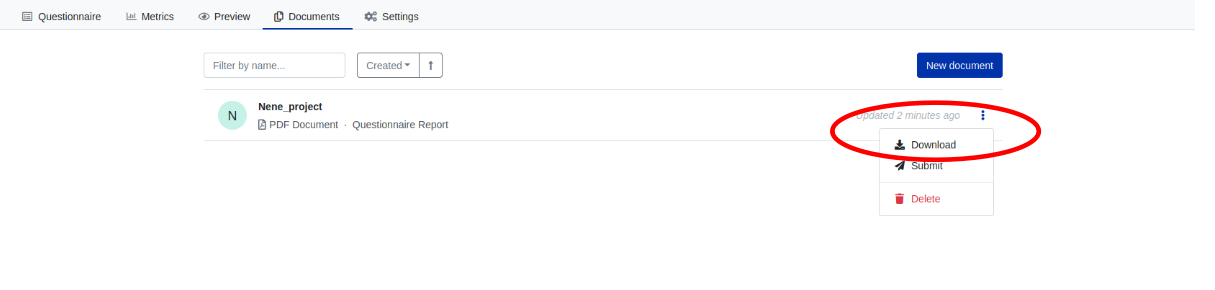 Questionnaire Metrics Preview Documents Settings
Filter by name... Created New document
N Nene_project
PDF Document · Questionnaire Report
Updated 2 minutes ago
Download
Submit
Delete